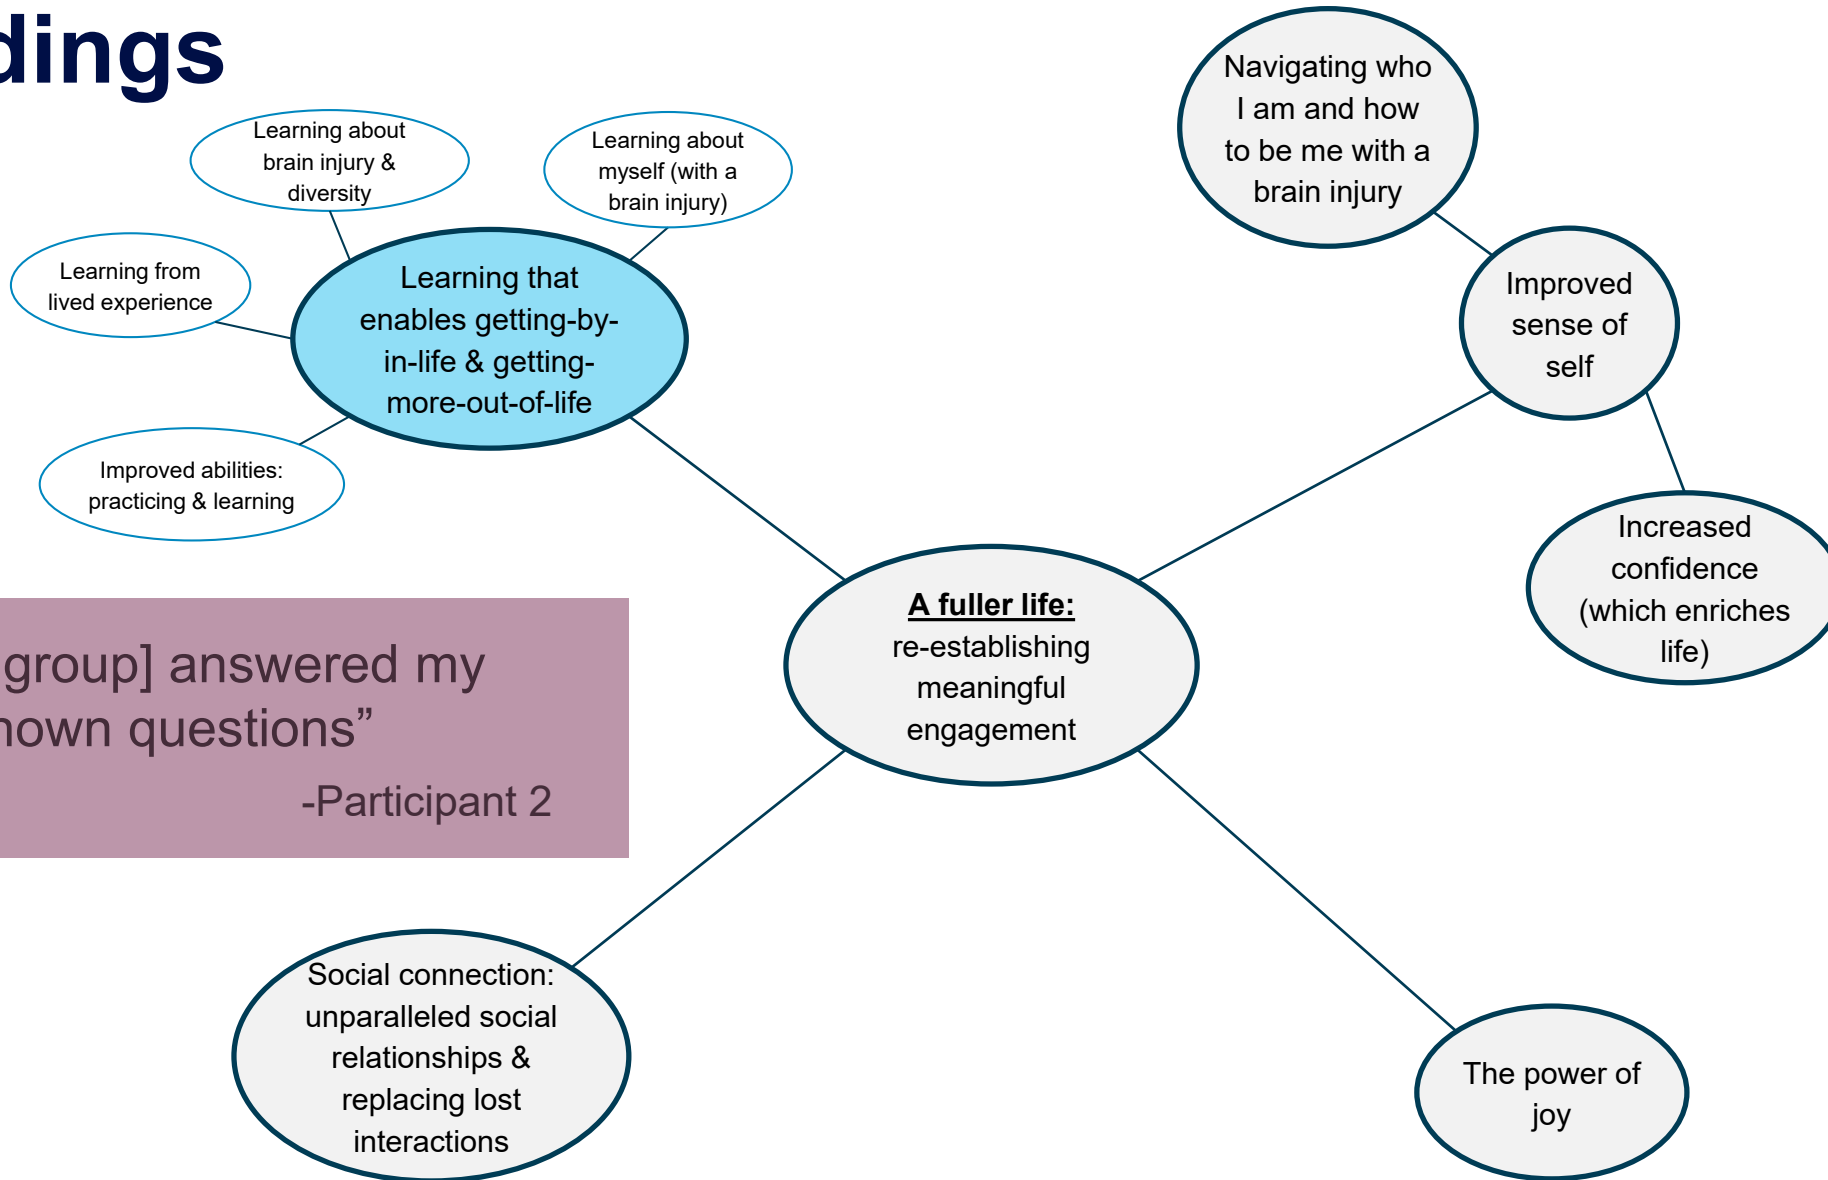 dings
Learning about
brain injury &
diversity
Learning about
myself (with a
brain injury)
Learning from
lived experience
Learning that
enables getting-by-
in-life & getting-
more-out-of-life
Improved abilities:
practicing & learning
Navigating who
I am and how
to be me with a
brain injury
Improved
sense of
self
Increased
confidence
(which enriches
life)
A fuller life:
re-establishing
meaningful
engagement
group] answered my
nown questions”
-Participant 2
Social connection:
unparalleled social
relationships &
replacing lost
interactions
The power of
joy